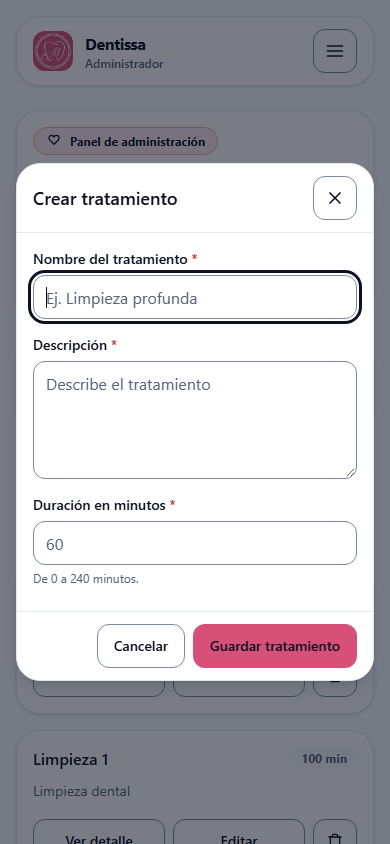 Dentissa
Administrador
Panel de administración
Crear tratamiento
Nombre del tratamiento *
Ej. Limpieza profunda
Descripción *
Describe el tratamiento
Duración en minutos *
60
De 0 a 240 minutos.
Cancelar
Guardar tratamiento
Limpieza 1
100 min
Limpieza dental
Ver detalle
Editar